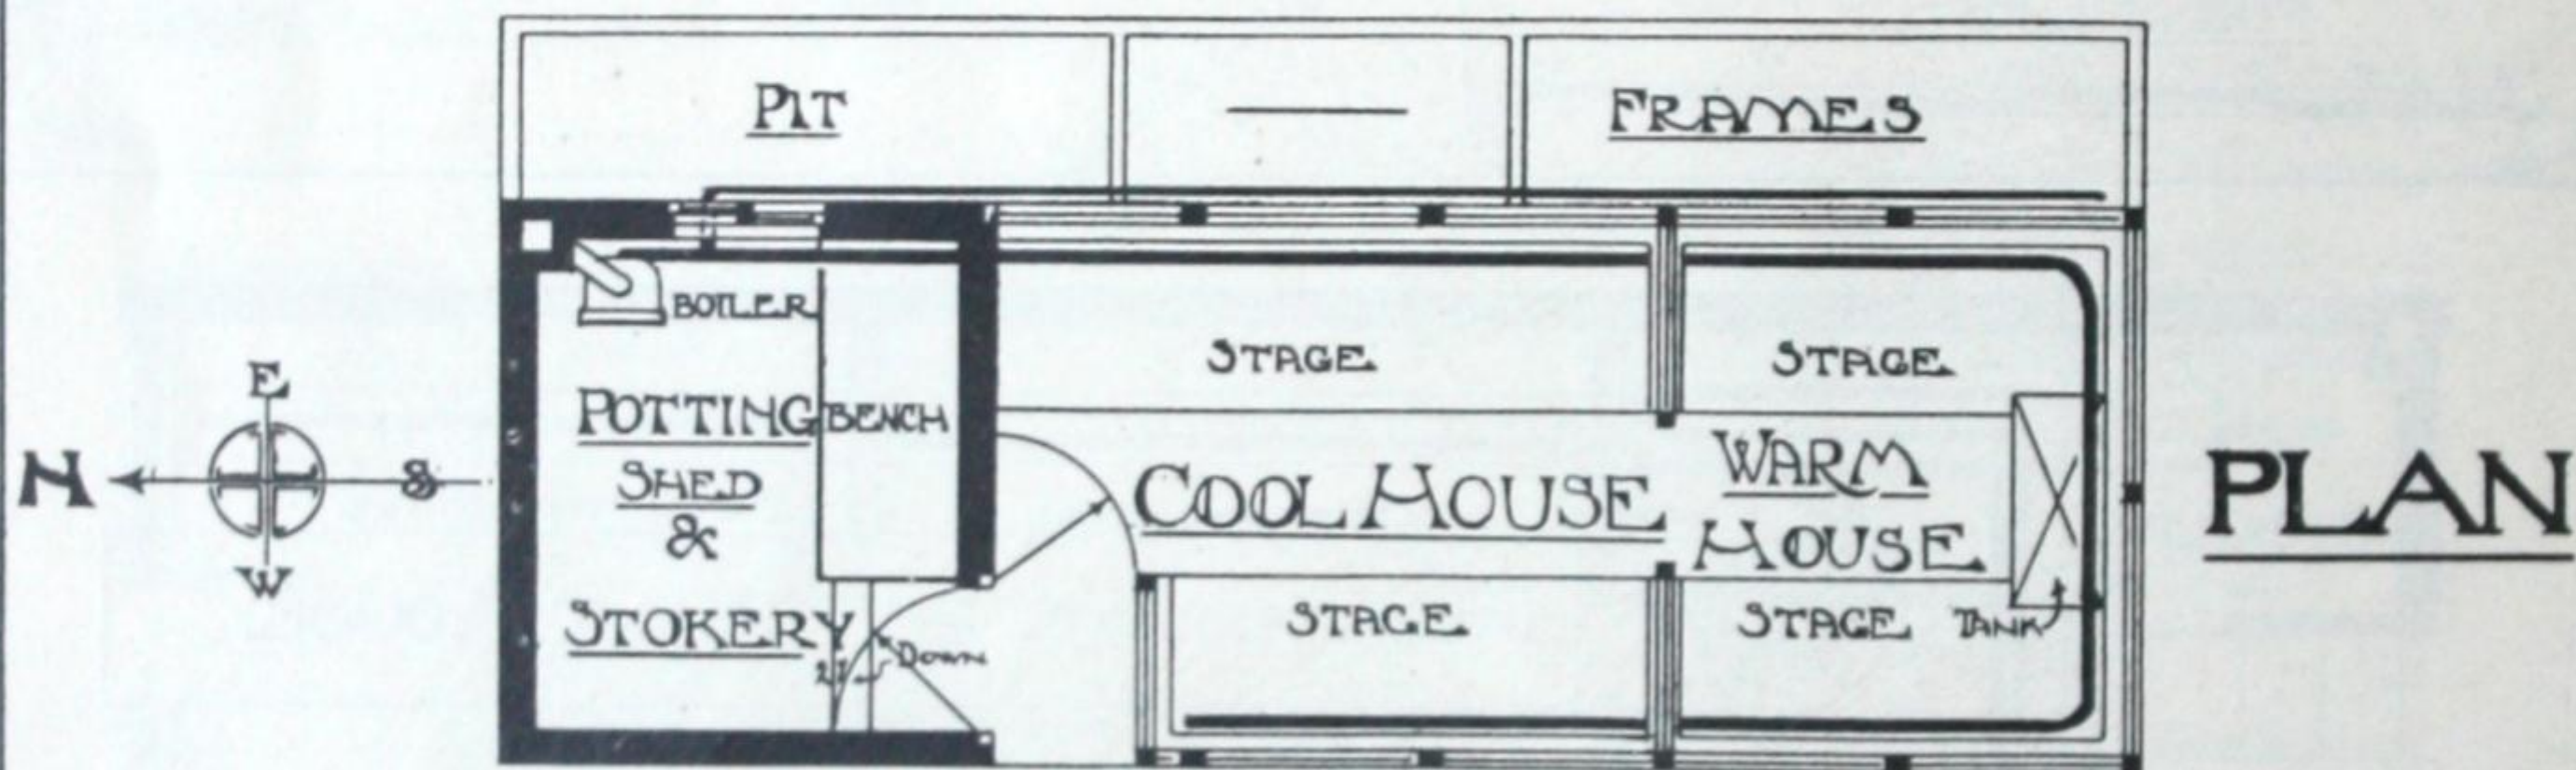 PIT
FRAMES
BOILER
POTTING
SHED
&
STOKERY
BENCH
DOWN
STAGE
STAGE
COOL HOUSE
WARM
HOUSE
STAGE
STAGE
TANK
E
N
S
W
PLAN